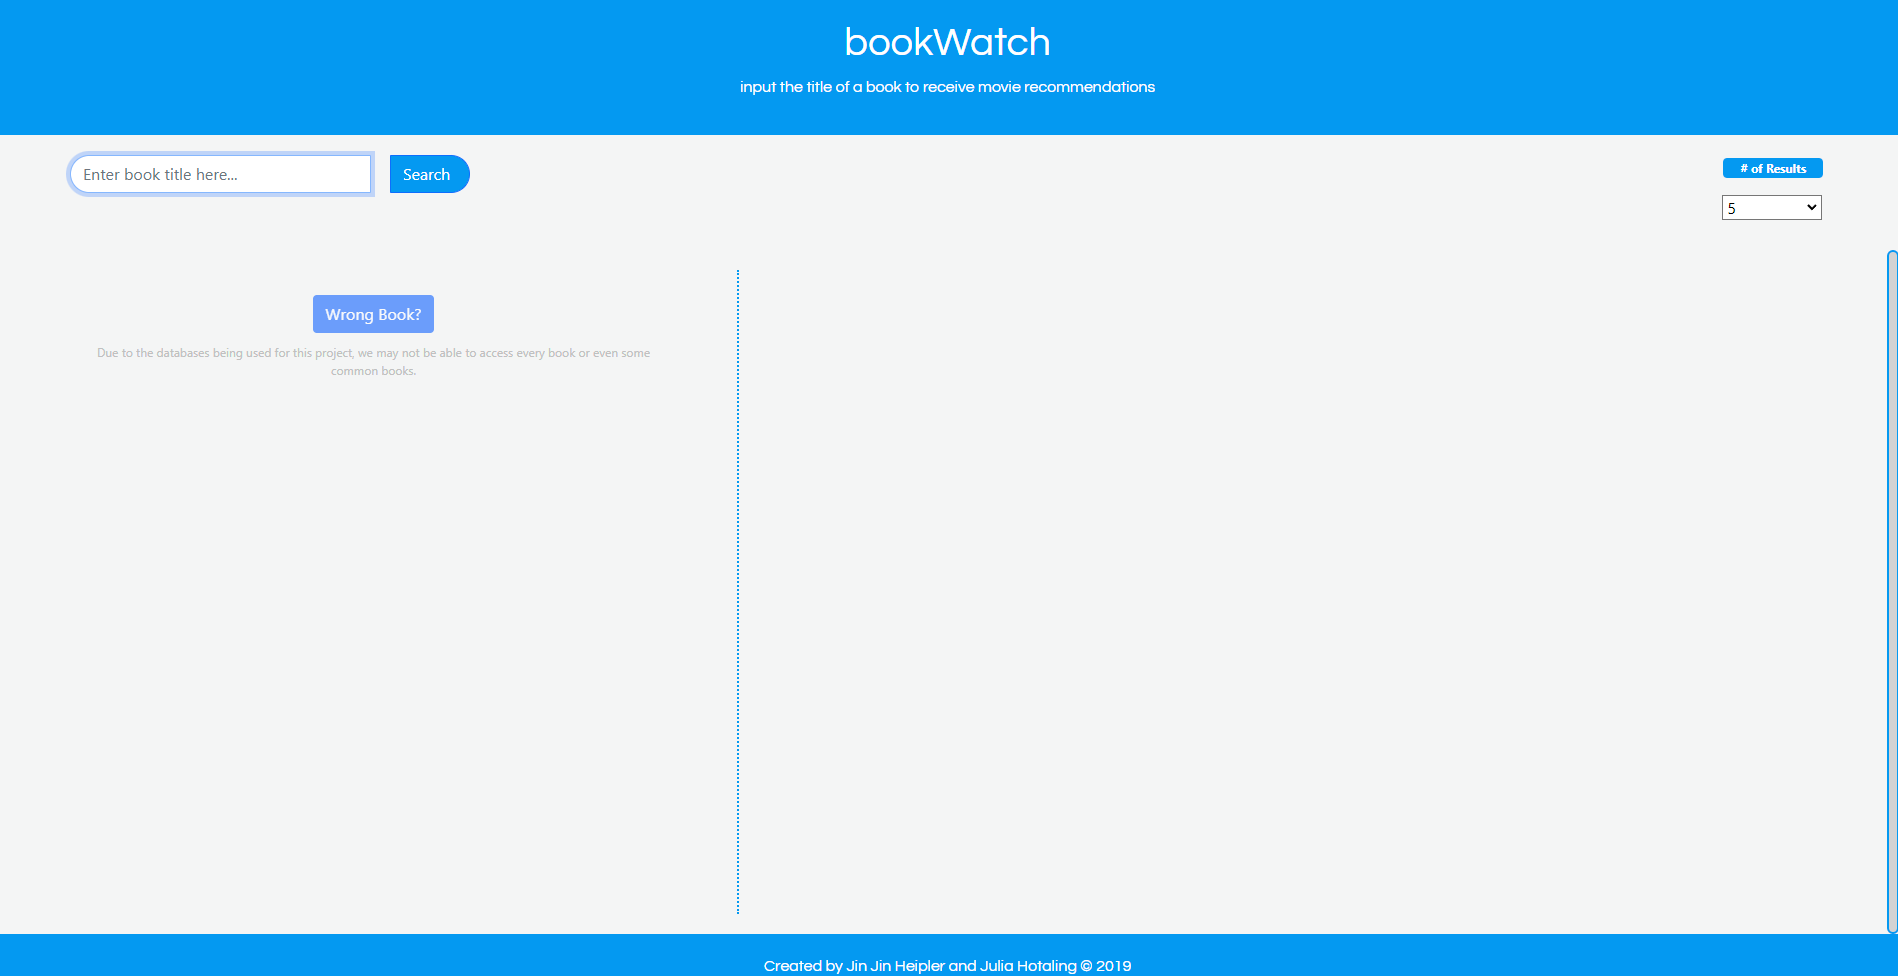 bookWatch
input the title of a book to receive movie recommendations
Enter book title here...
Search
# of Results
5
Wrong Book?
Due to the databases being used for this project, we may not be able to access every book or even some
common books.
Created by Jin Jin Heipler and Julia Hotaling © 2019